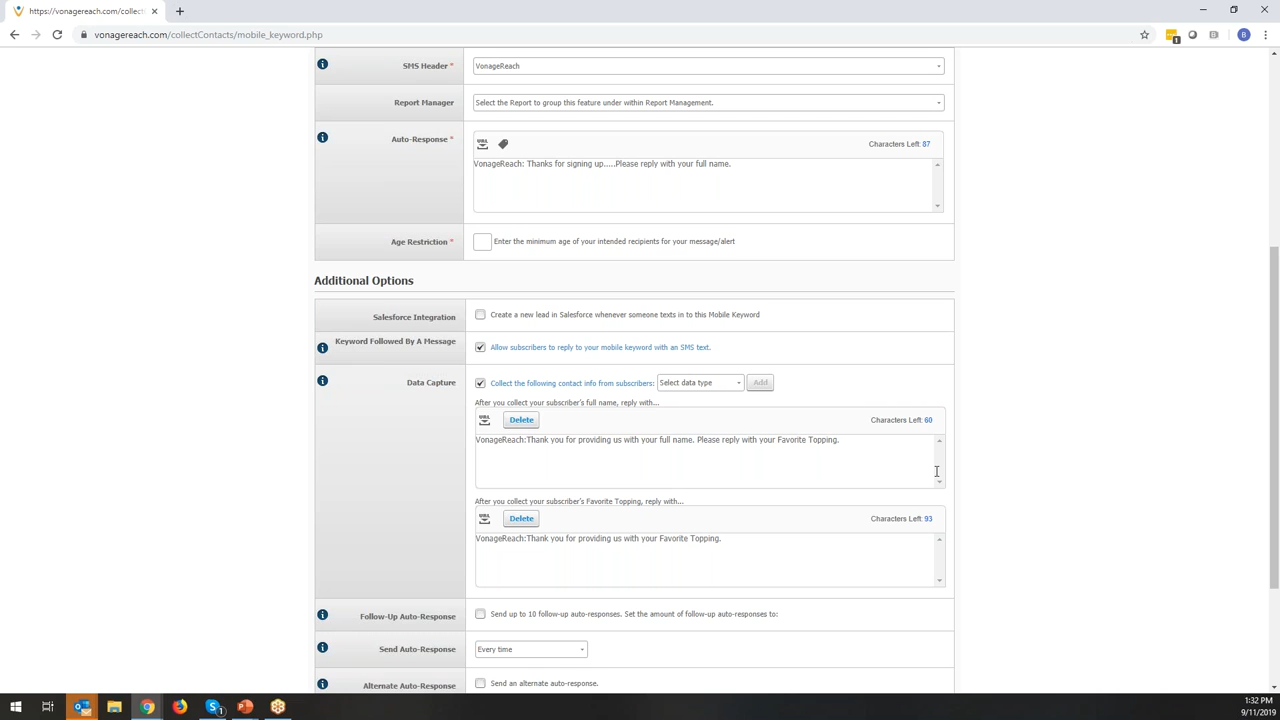 https://vonagereach.com/collect
vonagereach.com/collectContacts/mobile_keyword.php
1
B
SMS Header *
VonageReach
Report Manager
Select the Report to group this feature under within Report Management.
Auto-Response *
URL
Characters Left: 87
VonageReach: Thanks for signing up.....Please reply with your full name.
Age Restriction *
Enter the minimum age of your intended recipients for your message/alert
Additional Options
Salesforce Integration
Create a new lead in Salesforce whenever someone texts in to this Mobile Keyword
Keyword Followed By A Message
Allow subscribers to reply to your mobile keyword with an SMS text.
Data Capture
Collect the following contact info from subscribers:
Select data type
Add
After you collect your subscriber's full name, reply with...
URL
Delete
Characters Left: 60
VonageReach:Thank you for providing us with your full name. Please reply with your Favorite Topping.
After you collect your subscriber's Favorite Topping, reply with...
URL
Delete
Characters Left: 93
VonageReach:Thank you for providing us with your Favorite Topping.
Follow-Up Auto-Response
Send up to 10 follow-up auto-responses. Set the amount of follow-up auto-responses to:
Send Auto-Response
Every time
Alternate Auto-Response
Send an alternate auto-response.
1:32 PM
9/11/2019